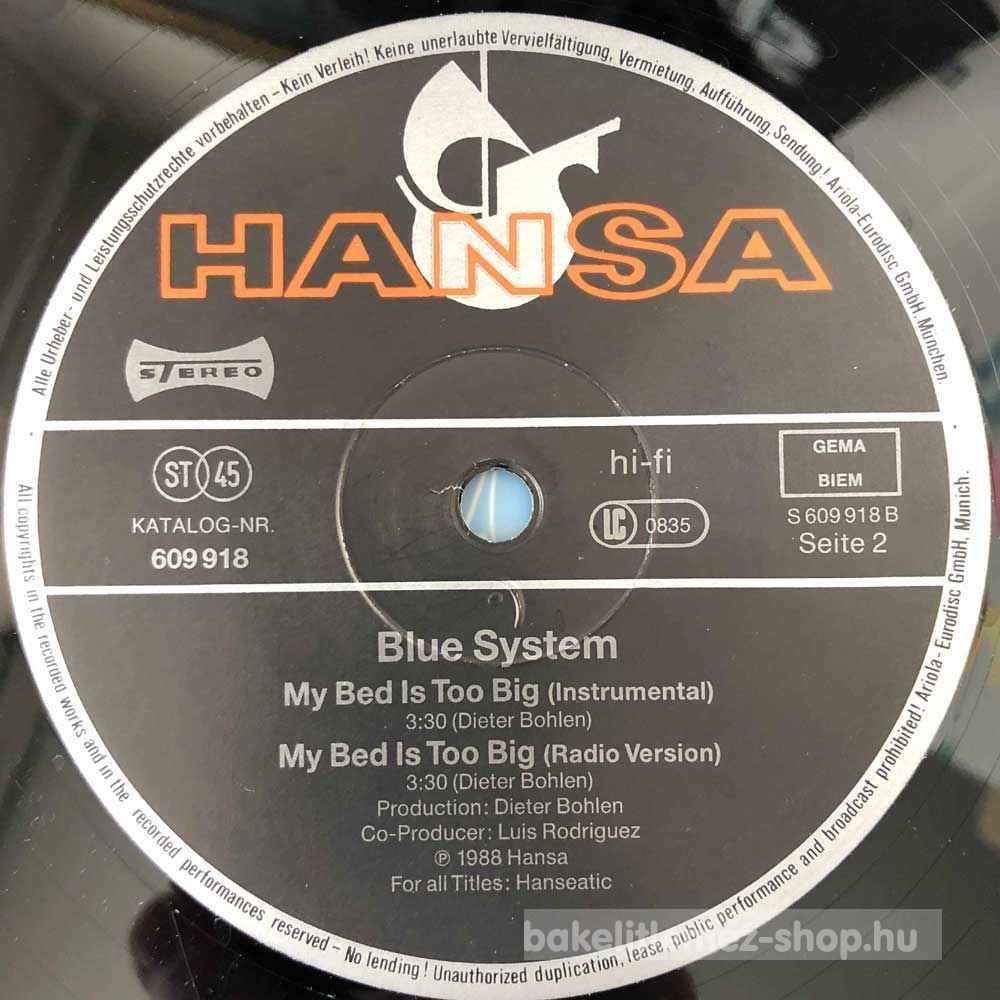 Alle Urheber- und Leistungsschutzrechte vorbehalten – Kein Verleih! Keine unerlaubte Vervielfältigung, Vermietung, Aufführung, Sendung! Ariola-Eurodisc GmbH, München.
HANSA
STEREO
ST 45
KATALOG-NR.
609 918
hi-fi
LC 0835
GEMA
BIEM
S 609 918 B
Seite 2
Blue System
My Bed Is Too Big (Instrumental)
3:30 (Dieter Bohlen)
My Bed Is Too Big (Radio Version)
3:30 (Dieter Bohlen)
Production: Dieter Bohlen
Co-Producer: Luis Rodriguez
℗ 1988 Hansa
For all Titles: Hanseatic
All copyrights in the recorded works and in the recorded performances reserved – No lending! Unauthorized duplication, lease, public performance and broadcast prohibited! Ariola-Eurodisc GmbH, Munich.
bakelitlemez-shop.hu